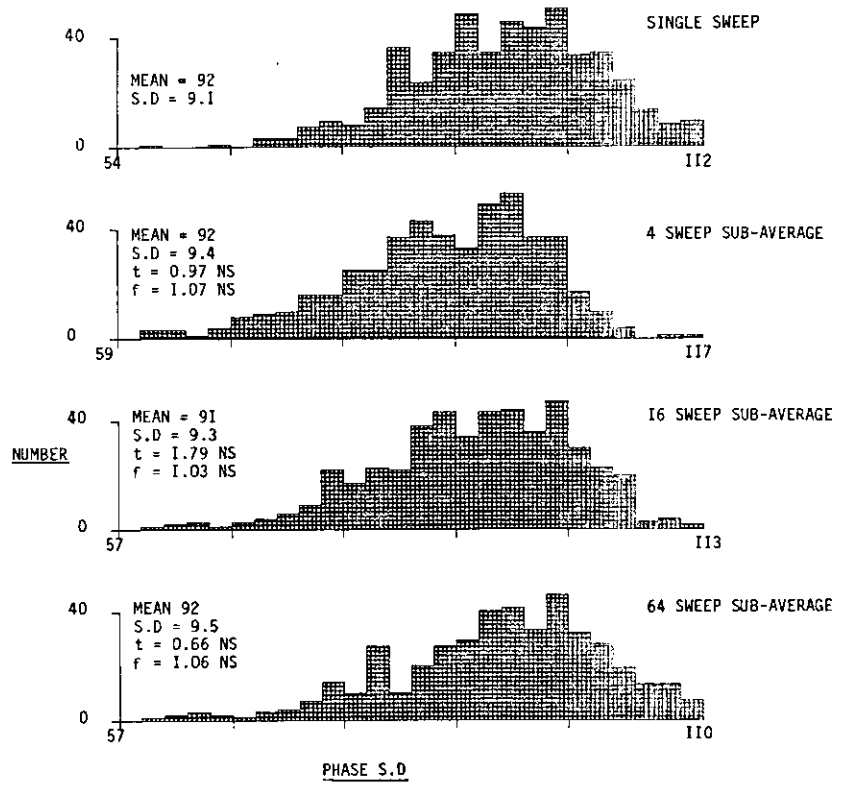 SINGLE SWEEP
40
MEAN = 92
S.D = 9.I
0
54
II2
4 SWEEP SUB-AVERAGE
40
MEAN = 92
S.D = 9.4
t = 0.97 NS
f = I.07 NS
0
59
II7
I6 SWEEP SUB-AVERAGE
40
MEAN = 9I
S.D = 9.3
t = I.79 NS
f = I.03 NS
NUMBER
0
57
II3
64 SWEEP SUB-AVERAGE
40
MEAN 92
S.D = 9.5
t = 0.66 NS
f = I.06 NS
0
57
II0
PHASE S.D